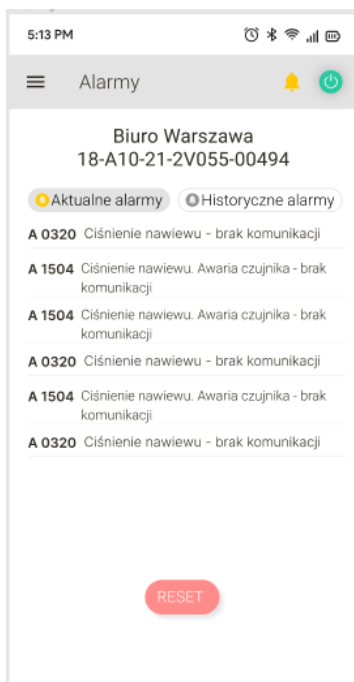 5:13 PM
Alarmy
Biuro Warszawa
18-A10-21-2V055-00494
Aktualne alarmy Historyczne alarmy
A 0320 Ciśnienie nawiewu - brak komunikacji
A 1504 Ciśnienie nawiewu. Awaria czujnika - brak
komunikacji
A 1504 Ciśnienie nawiewu. Awaria czujnika - brak
komunikacji
A 0320 Ciśnienie nawiewu - brak komunikacji
A 1504 Ciśnienie nawiewu. Awaria czujnika - brak
komunikacji
A 0320 Ciśnienie nawiewu - brak komunikacji
RESET